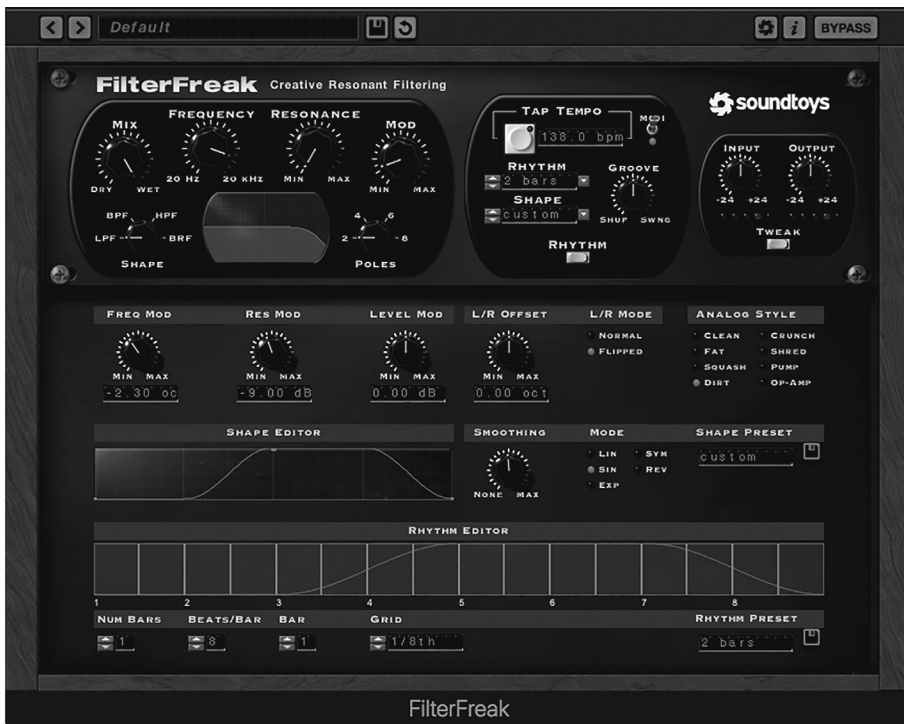 Default
i
BYPASS
FilterFreak Creative Resonant Filtering
soundtoys
MIX
FREQUENCY
RESONANCE
MOD
DRY WET
20 HZ 20 KHZ
MIN MAX
MIN MAX
BPF HPF
LPF BRF
SHAPE
4 6
2 8
POLES
TAP TEMPO
MIDI
138.0 bpm
RHYTHM
2 bars
GROOVE
SHAPE
custom
SHUF SWNG
RHYTHM
INPUT OUTPUT
-24 +24 -24 +24
TWEAK
FREQ MOD RES MOD LEVEL MOD L/R OFFSET L/R MODE ANALOG STYLE
MIN MAX MIN MAX MIN MAX MIN MAX
-2.30 oc -9.00 dB 0.00 dB 0.00 oct
NORMAL
FLIPPED
CLEAN CRUNCH
FAT SHRED
SQUASH PUMP
DIRT OP-AMP
SHAPE EDITOR SMOOTHING MODE SHAPE PRESET
NONE MAX
LIN SYM
SIN REV
EXP
custom
RHYTHM EDITOR
1 2 3 4 5 6 7 8
NUM BARS BEATS/BAR BAR GRID RHYTHM PRESET
1 8 1 1/8th 2 bars
FilterFreak